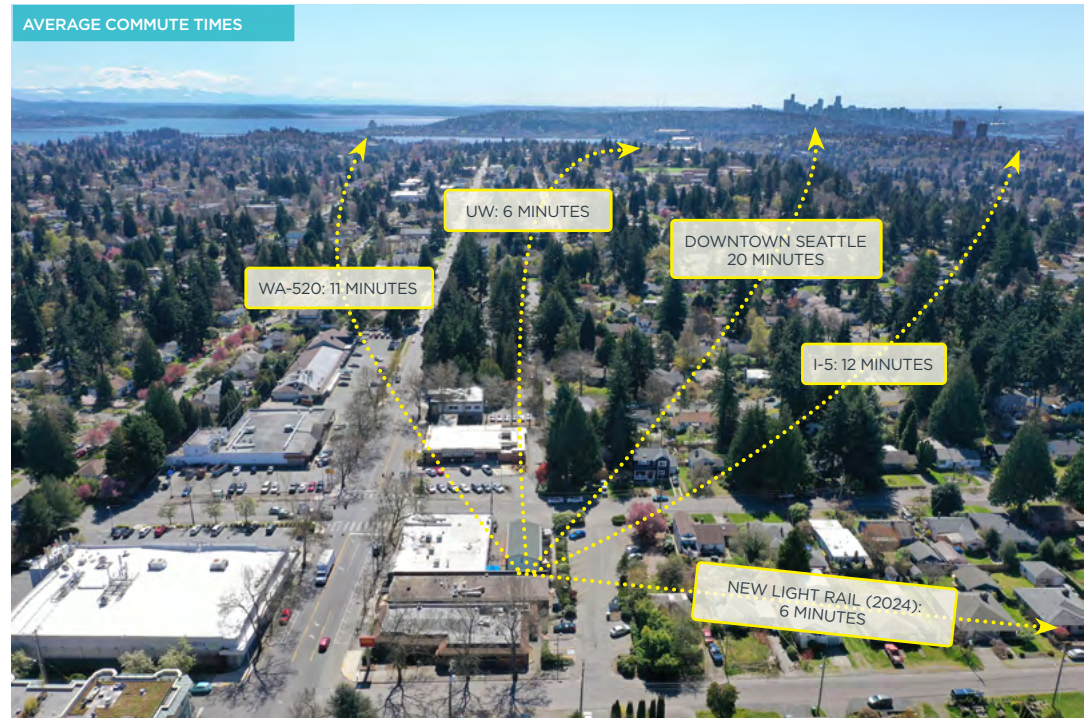 AVERAGE COMMUTE TIMES
UW: 6 MINUTES
DOWNTOWN SEATTLE
20 MINUTES
WA-520: 11 MINUTES
I-5: 12 MINUTES
NEW LIGHT RAIL (2024):
6 MINUTES